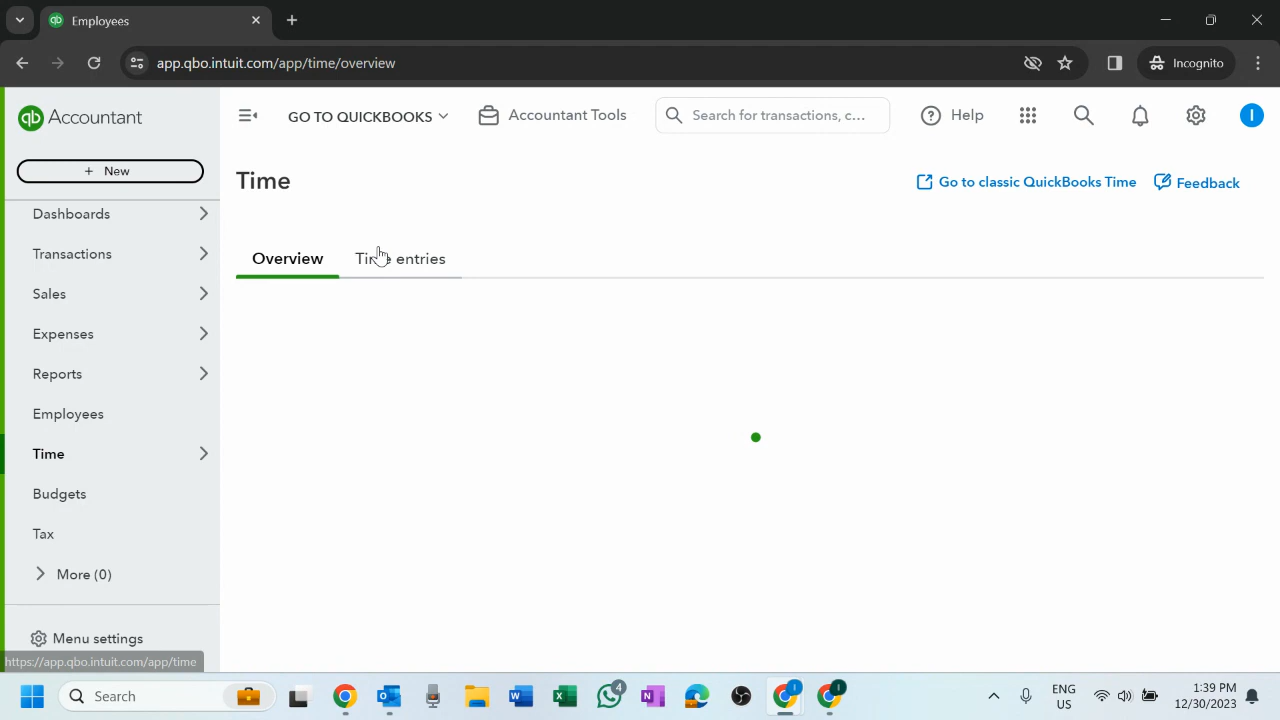 Employees
app.qbo.intuit.com/app/time/overview
Incognito
qb Accountant
GO TO QUICKBOOKS
Accountant Tools
Search for transactions, c...
Help
I
+ New
Time
Go to classic QuickBooks Time
Feedback
Overview
Time entries
Dashboards
Transactions
Sales
Expenses
Reports
Employees
Time
Budgets
Tax
More (0)
Menu settings
https://app.qbo.intuit.com/app/time
Search
4
I
I
ENG
US
1:39 PM
12/30/2023